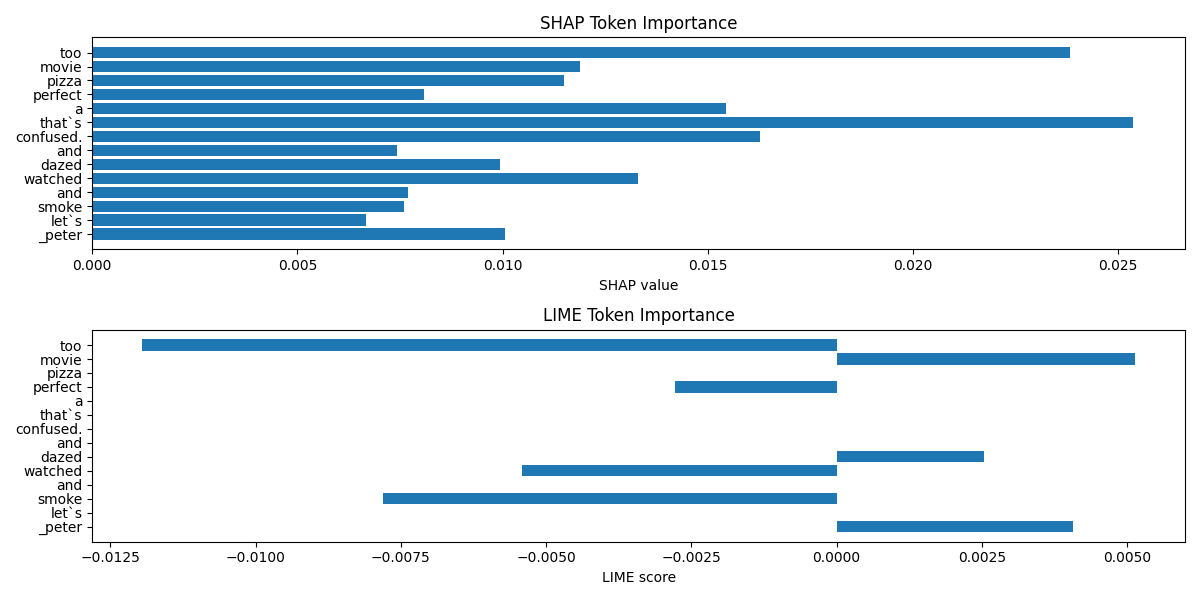 SHAP Token Importance
too
movie
pizza
perfect
a
that`s
confused.
and
dazed
watched
and
smoke
let`s
_peter
0.000 0.005 0.010 0.015 0.020 0.025
SHAP value
LIME Token Importance
too
movie
pizza
perfect
a
that`s
confused.
and
dazed
watched
and
smoke
let`s
_peter
−0.0125 −0.0100 −0.0075 −0.0050 −0.0025 0.0000 0.0025 0.0050
LIME score